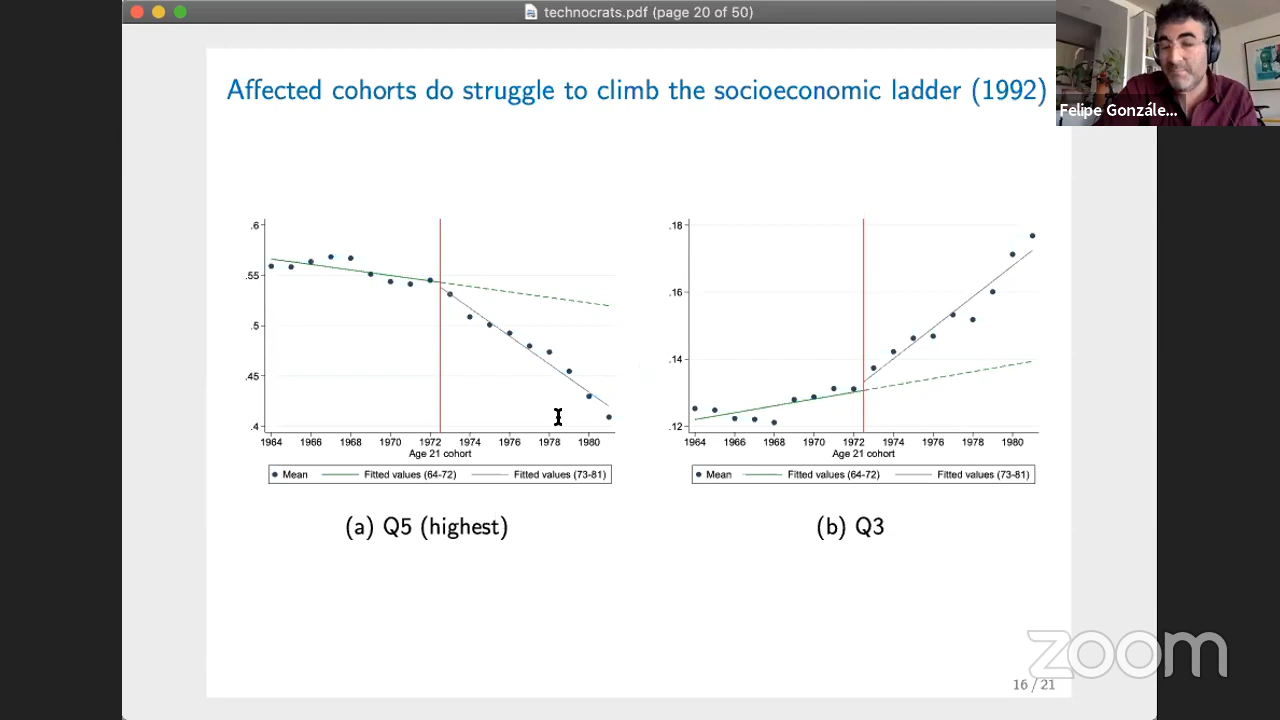 technocrats.pdf (page 20 of 50)
Felipe Gonzále...
Affected cohorts do struggle to climb the socioeconomic ladder (1992)
.6
.55
.5
.45
.4
1964 1966 1968 1970 1972 1974 1976 1978 1980
Age 21 cohort
Mean Fitted values (64-72) Fitted values (73-81)
(a) Q5 (highest)
.18
.16
.14
.12
1964 1966 1968 1970 1972 1974 1976 1978 1980
Age 21 cohort
Mean Fitted values (64-72) Fitted values (73-81)
(b) Q3
zoom
16 / 21